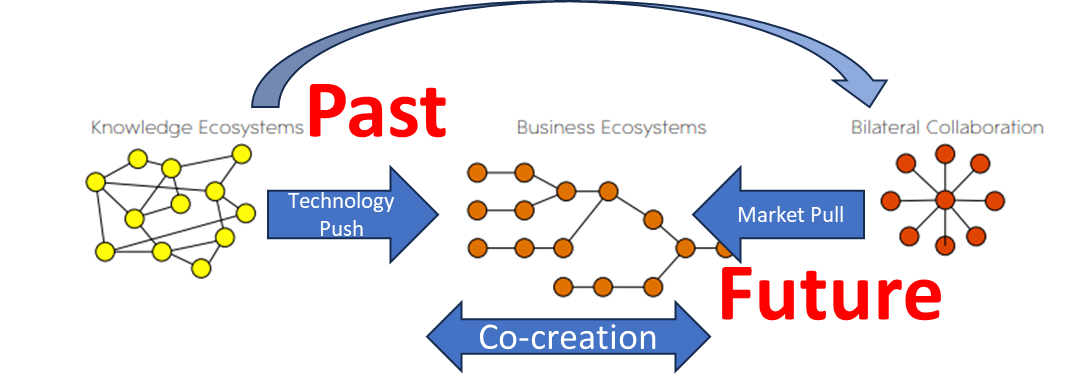 Past
Knowledge Ecosystems
Business Ecosystems
Bilateral Collaboration
Technology
Push
Market Pull
Future
Co-creation